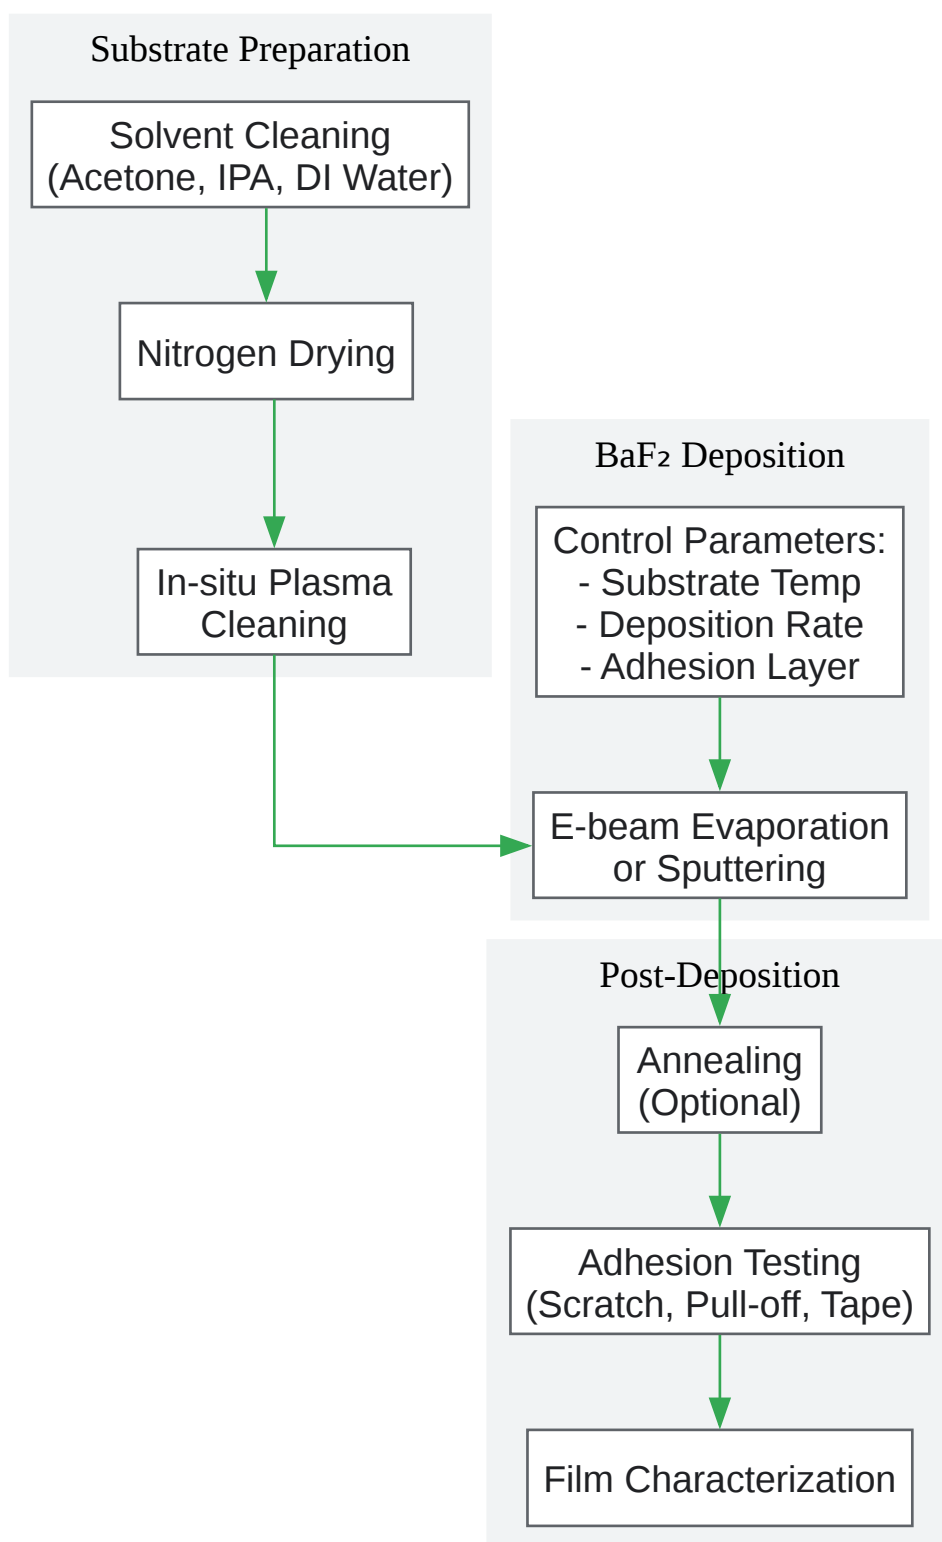 Substrate Preparation
Solvent Cleaning
(Acetone, IPA, DI Water)
Nitrogen Drying
In-situ Plasma
Cleaning
BaF₂ Deposition
Control Parameters:
- Substrate Temp
- Deposition Rate
- Adhesion Layer
E-beam Evaporation
or Sputtering
Post-Deposition
Annealing
(Optional)
Adhesion Testing
(Scratch, Pull-off, Tape)
Film Characterization